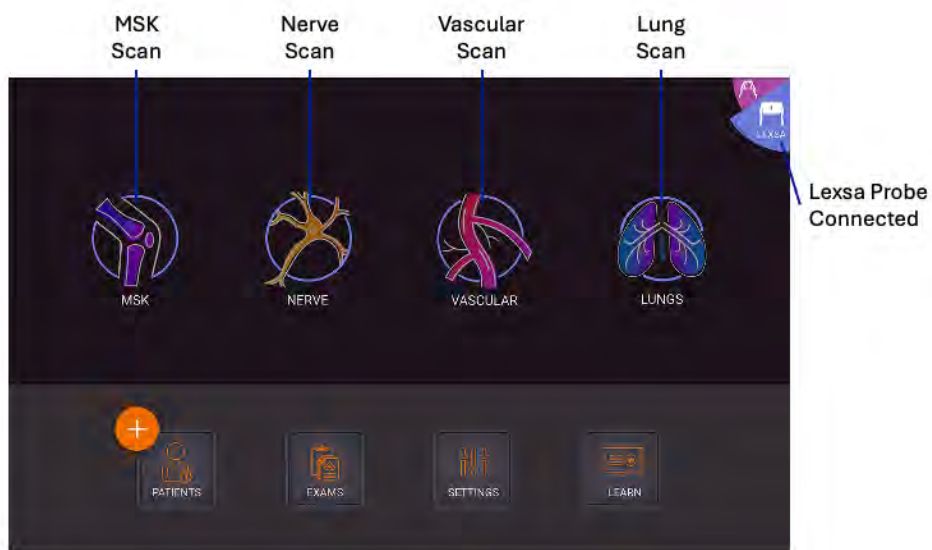 MSK
Scan
Nerve
Scan
Vascular
Scan
Lung
Scan
LEXSA
Lexsa Probe
Connected
MSK
NERVE
VASCULAR
LUNGS
+
PATIENTS
EXAMS
SETTINGS
LEARN